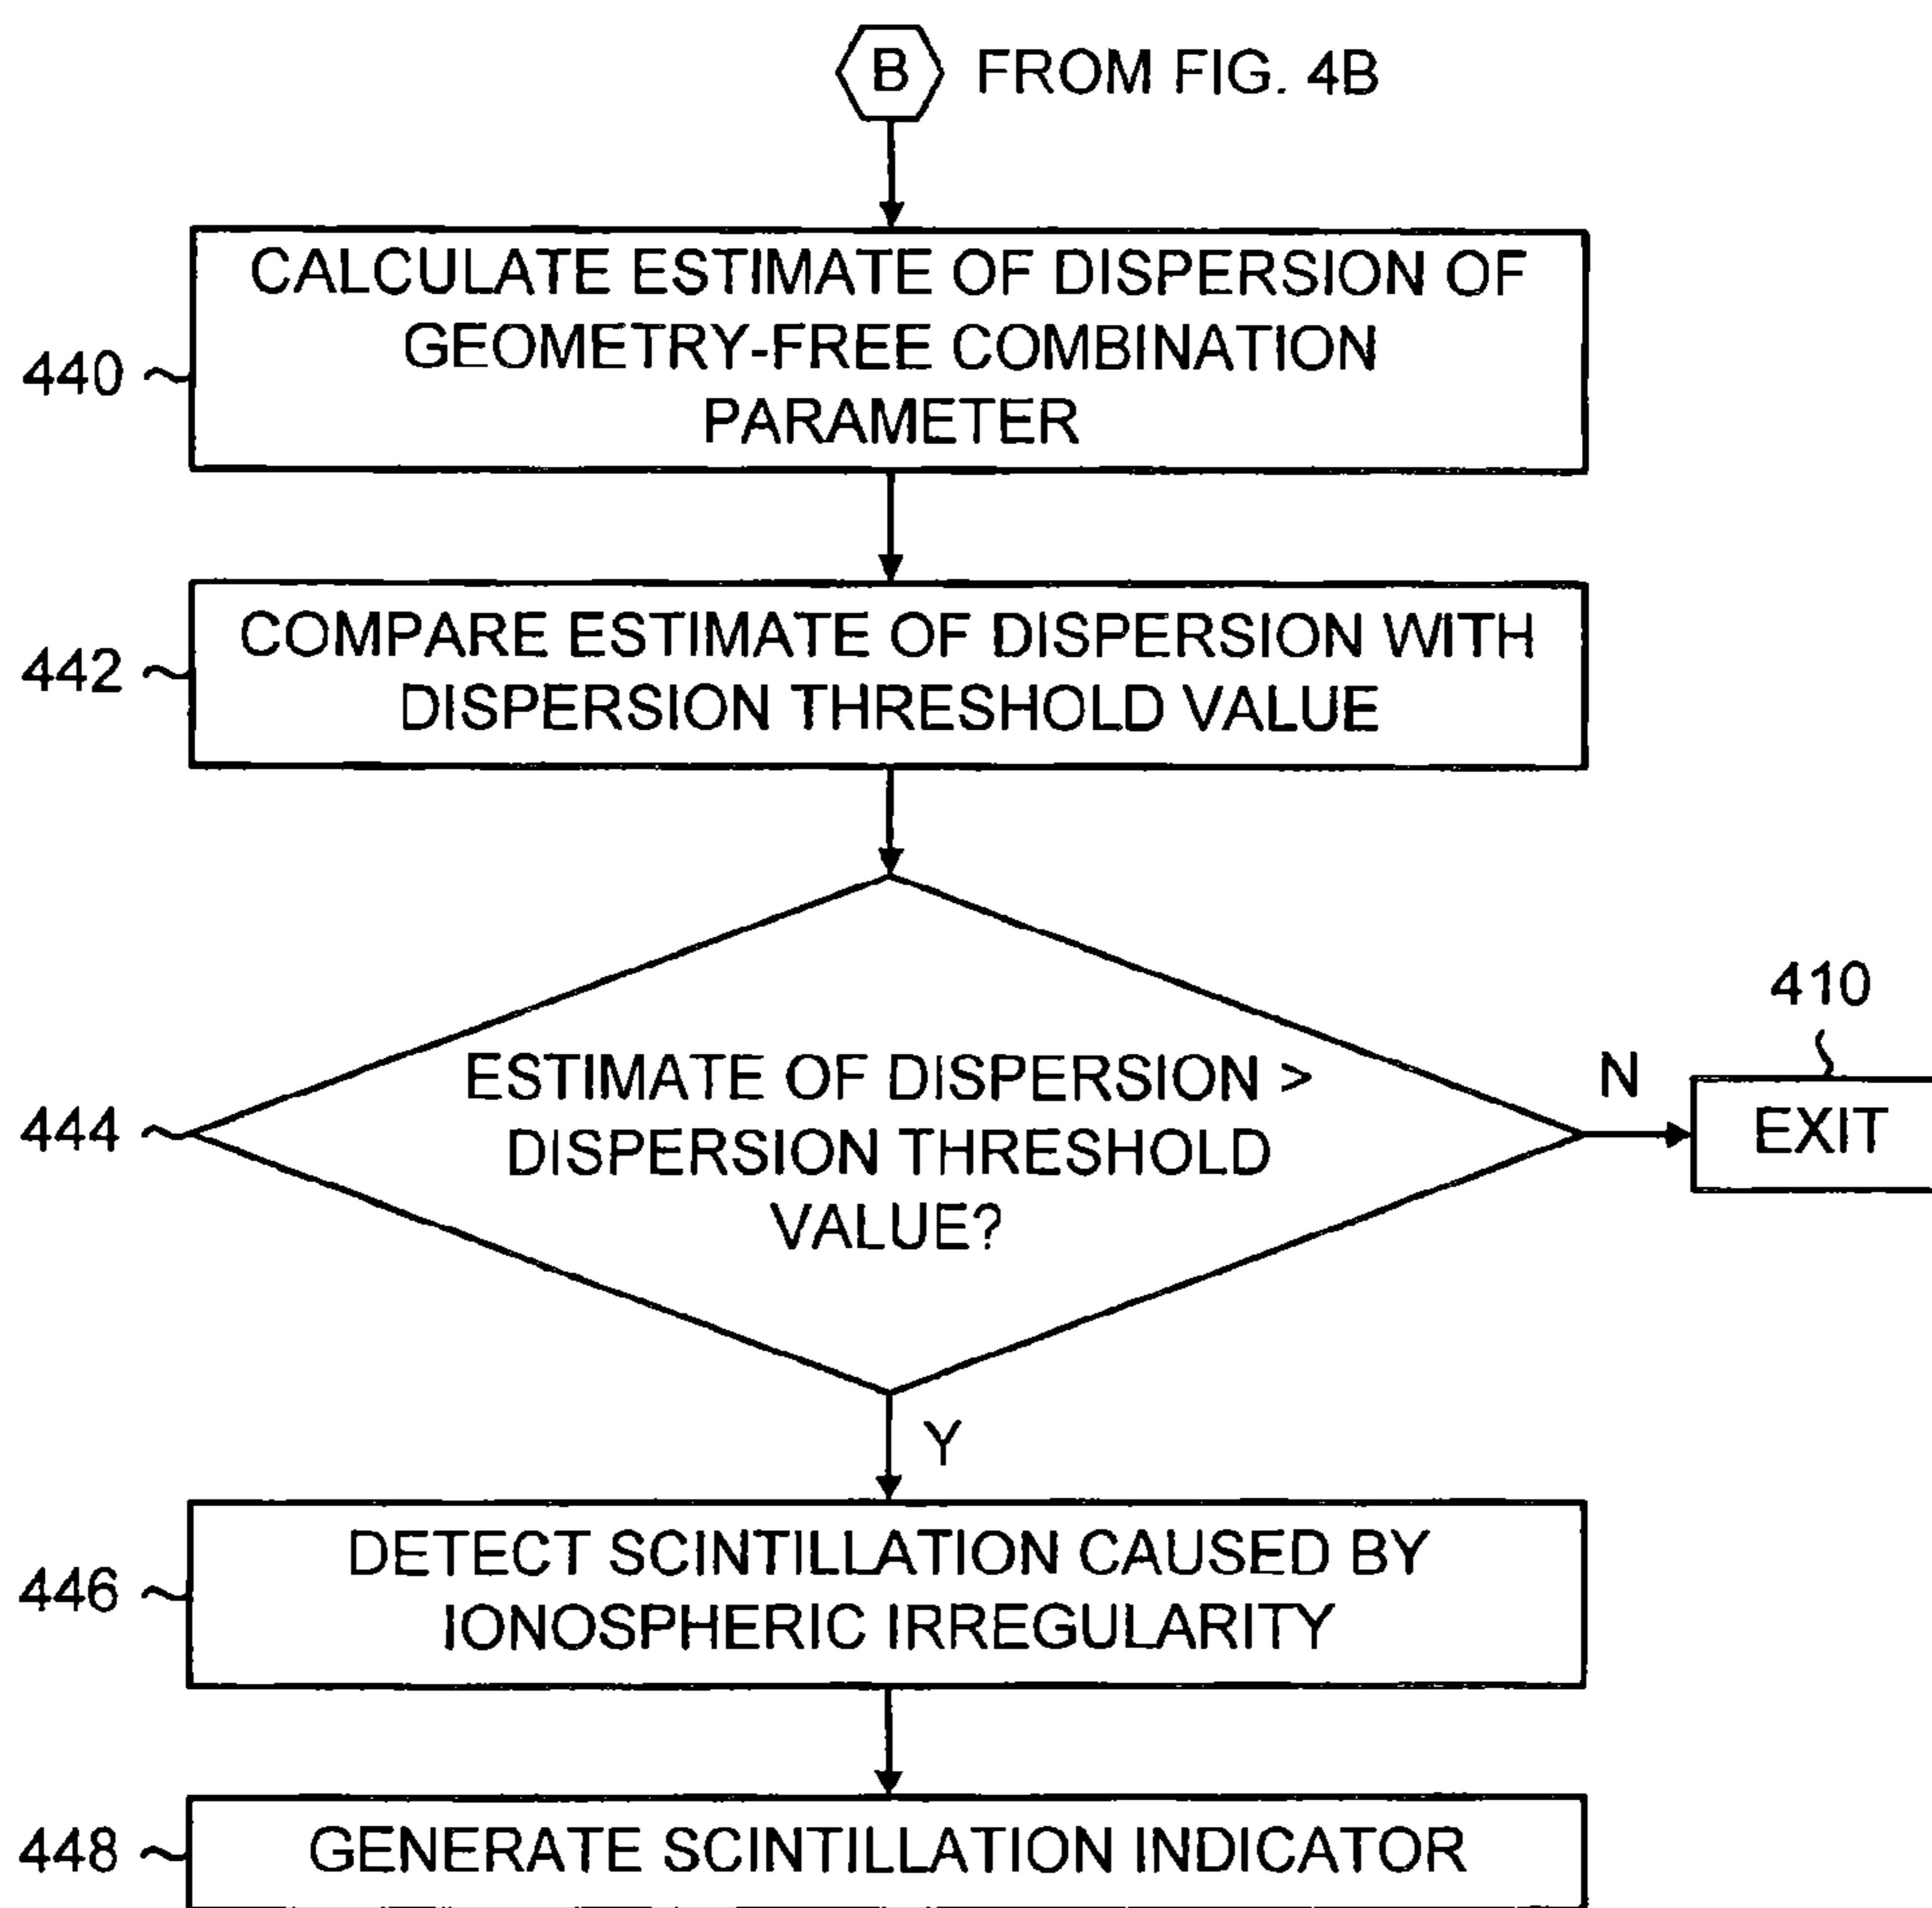 B FROM FIG. 4B
CALCULATE ESTIMATE OF DISPERSION OF
GEOMETRY-FREE COMBINATION
PARAMETER
440
COMPARE ESTIMATE OF DISPERSION WITH
DISPERSION THRESHOLD VALUE
442
ESTIMATE OF DISPERSION >
DISPERSION THRESHOLD
VALUE?
444
N
410
EXIT
Y
DETECT SCINTILLATION CAUSED BY
IONOSPHERIC IRREGULARITY
446
GENERATE SCINTILLATION INDICATOR
448